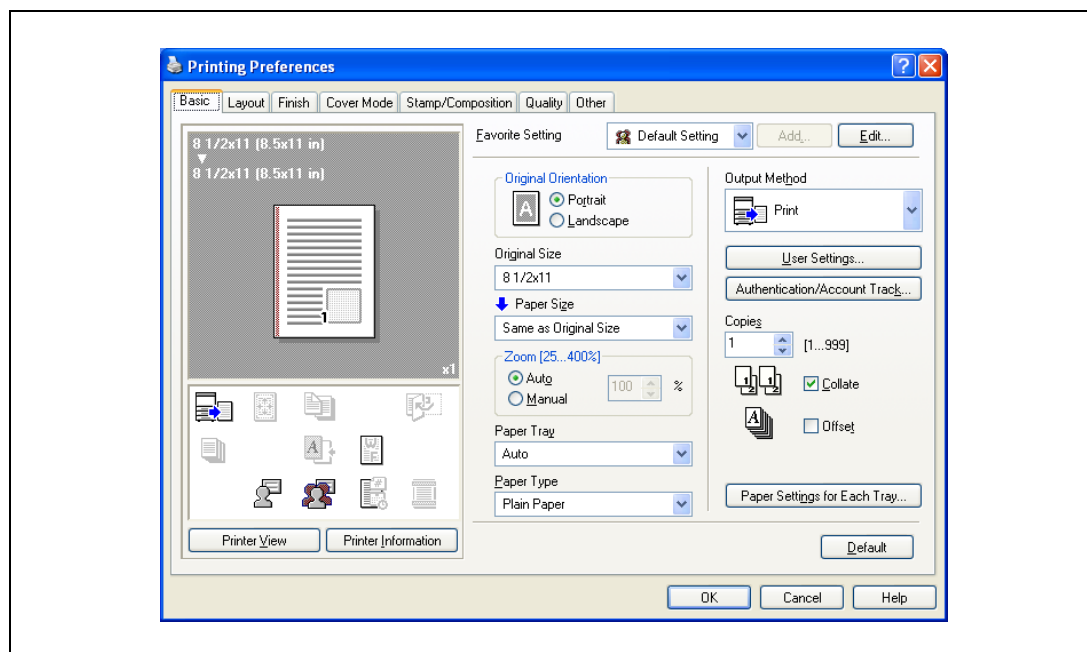 Printing Preferences
Basic Layout Finish Cover Mode Stamp/Composition Quality Other
8 1/2x11 (8.5x11 in)
8 1/2x11 (8.5x11 in)
1
x1
Printer View Printer Information
Favorite Setting Default Setting Add... Edit...
Original Orientation
A
Portrait
Landscape
Original Size
8 1/2x11
Paper Size
Same as Original Size
Zoom [25...400%]
Auto
Manual
100 %
Paper Tray
Auto
Paper Type
Plain Paper
Output Method
Print
User Settings...
Authentication/Account Track...
Copies
1 [1...999]
Collate
Offset
Paper Settings for Each Tray...
Default
OK Cancel Help